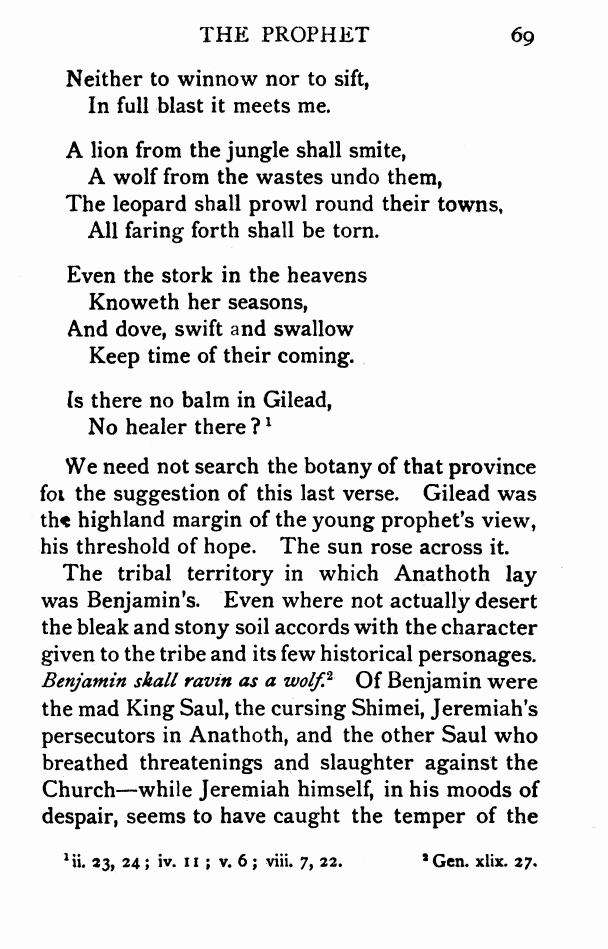 THE PROPHET 69
Neither to winnow nor to sift,
In full blast it meets me.
A lion from the jungle shall smite,
A wolf from the wastes undo them,
The leopard shall prowl round their towns,
All faring forth shall be torn.
Even the stork in the heavens
Knoweth her seasons,
And dove, swift and swallow
Keep time of their coming.
Is there no balm in Gilead,
No healer there?¹
We need not search the botany of that province
for the suggestion of this last verse. Gilead was
the highland margin of the young prophet's view,
his threshold of hope. The sun rose across it.
The tribal territory in which Anathoth lay
was Benjamin's. Even where not actually desert
the bleak and stony soil accords with the character
given to the tribe and its few historical personages.
Benjamin shall ravin as a wolf.² Of Benjamin were
the mad King Saul, the cursing Shimei, Jeremiah's
persecutors in Anathoth, and the other Saul who
breathed threatenings and slaughter against the
Church—while Jeremiah himself, in his moods of
despair, seems to have caught the temper of the
¹ ii. 23, 24; iv. 11; v. 6; viii. 7, 22. ² Gen. xlix. 27.